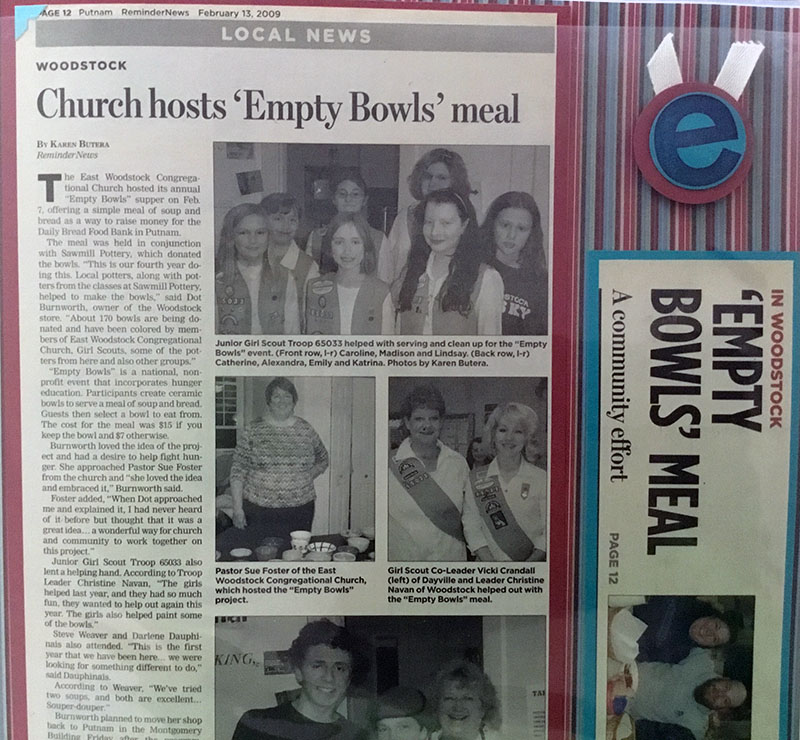 PAGE 12 Putnam ReminderNews February 13, 2009
LOCAL NEWS
WOODSTOCK
Church hosts ‘Empty Bowls’ meal
BY KAREN BUTERA
ReminderNews
The East Woodstock Congrega-
tional Church hosted its annual
“Empty Bowls” supper on Feb.
7, offering a simple meal of soup and
bread as a way to raise money for the
Daily Bread Food Bank in Putnam.
The meal was held in conjunction
with Sawmill Pottery, which donated
the bowls. “This is our fourth year do-
ing this. Local potters, along with pot-
ters from the classes at Sawmill Pottery,
helped to make the bowls,” said Dot
Burnworth, owner of the Woodstock
store. “About 170 bowls are being do-
nated and have been colored by mem-
bers of East Woodstock Congregational
Church, Girl Scouts, some of the pot-
ters from here and also other groups.”
“Empty Bowls” is a national, non-
profit event that incorporates hunger
education. Participants create ceramic
bowls to serve a meal of soup and bread.
Guests then select a bowl to eat from.
The cost for the meal was $15 if you
keep the bowl and $7 otherwise.
Burnworth loved the idea of the proj-
ect and had a desire to help fight hun-
ger. She approached Pastor Sue Foster
from the church and “she loved the idea
and embraced it,” Burnworth said.
Foster added, “When Dot approached
me and explained it, I had never heard
of it before but thought that it was a
great idea... a wonderful way for church
and community to work together on
this project.”
Junior Girl Scout Troop 65033 also
lent a helping hand. According to Troop
Leader Christine Navan, “The girls
helped last year, and they had so much
fun, they wanted to help out again this
year. The girls also helped paint some
of the bowls.”
Steve Weaver and Darlene Dauphi-
nais also attended. “This is the first
year that we have been here... we were
looking for something different to do,”
said Dauphinais.
According to Weaver, “We’ve tried
two soups, and both are excellent...
Souper-douper.”
Burnworth planned to move her shop
back to Putnam in the Montgomery
Building Friday after the
65033
Junior Girl Scout Troop 65033 helped with serving and clean up for the “Empty
Bowls” event. (Front row, l-r) Caroline, Madison and Lindsay. (Back row, l-r)
Catherine, Alexandra, Emily and Katrina. Photos by Karen Butera.
Pastor Sue Foster of the East
Woodstock Congregational Church,
which hosted the “Empty Bowls”
project.
Girl Scout Co-Leader Vicki Crandall
(left) of Dayville and Leader Christine
Navan of Woodstock helped out with
the “Empty Bowls” meal.
KING
e
IN WOODSTOCK
‘EMPTY
BOWLS’ MEAL
A community effort
PAGE 12